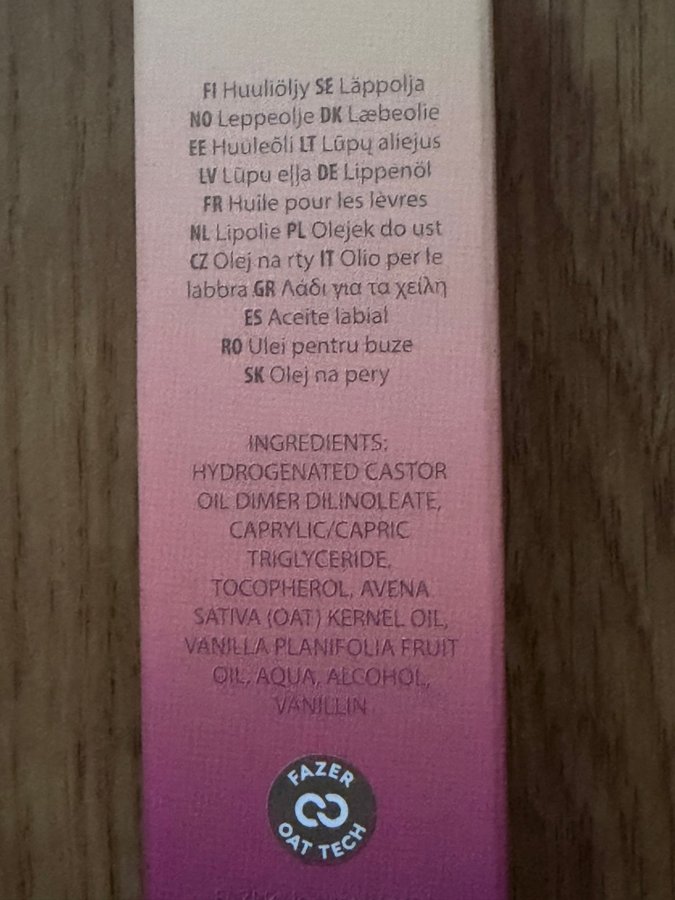 FI Huuliöljy SE Läppolja
NO Leppeolje DK Læbeolie
EE Huuleõli LT Lūpų aliejus
LV Lūpu eļļa DE Lippenöl
FR Huile pour les lèvres
NL Lipolie PL Olejek do ust
CZ Olej na rty IT Olio per le
labbra GR Λάδι για τα χείλη
ES Aceite labial
RO Ulei pentru buze
SK Olej na pery
INGREDIENTS:
HYDROGENATED CASTOR
OIL DIMER DILINOLEATE,
CAPRYLIC/CAPRIC
TRIGLYCERIDE,
TOCOPHEROL, AVENA
SATIVA (OAT) KERNEL OIL,
VANILLA PLANIFOLIA FRUIT
OIL, AQUA, ALCOHOL,
VANILLIN
FAZER
OAT TECH